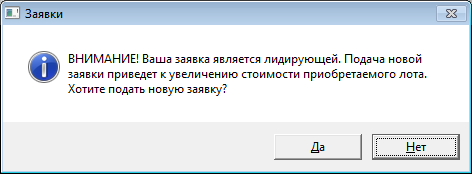 Заявки
ВНИМАНИЕ! Ваша заявка является лидирующей. Подача новой
заявки приведет к увеличению стоимости приобретаемого лота.
Хотите подать новую заявку?
Да
Нет